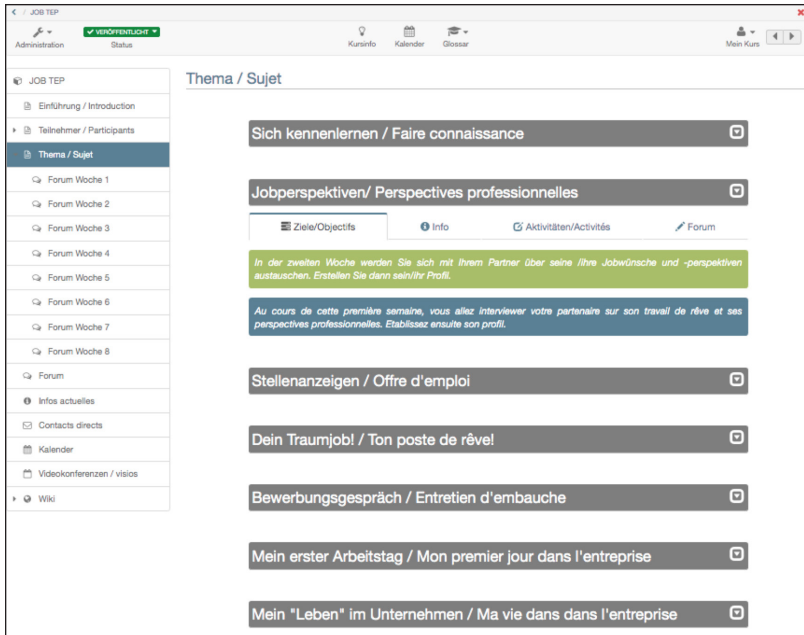 / JOB TEP
Administration
VERÖFFENTLICHT
Status
Kursinfo
Kalender
Glossar
Mein Kurs
JOB TEP
Einführung / Introduction
Teilnehmer / Participants
Thema / Sujet
Forum Woche 1
Forum Woche 2
Forum Woche 3
Forum Woche 4
Forum Woche 5
Forum Woche 6
Forum Woche 7
Forum Woche 8
Forum
Infos actuelles
Contacts directs
Kalender
Videokonferenzen / visios
Wiki
Thema / Sujet
Sich kennenlernen / Faire connaissance
Jobperspektiven/ Perspectives professionnelles
Ziele/Objectifs
Info
Aktivitäten/Activités
Forum
In der zweiten Woche werden Sie sich mit Ihrem Partner über seine /ihre Jobwünsche und -perspektiven
austauschen. Erstellen Sie dann sein/ihr Profil.
Au cours de cette première semaine, vous allez interviewer votre partenaire sur son travail de rêve et ses
perspectives professionnelles. Etablissez ensuite son profil.
Stellenanzeigen / Offre d'emploi
Dein Traumjob! / Ton poste de rêve!
Bewerbungsgespräch / Entretien d'embauche
Mein erster Arbeitstag / Mon premier jour dans l'entreprise
Mein "Leben" im Unternehmen / Ma vie dans dans l'entreprise